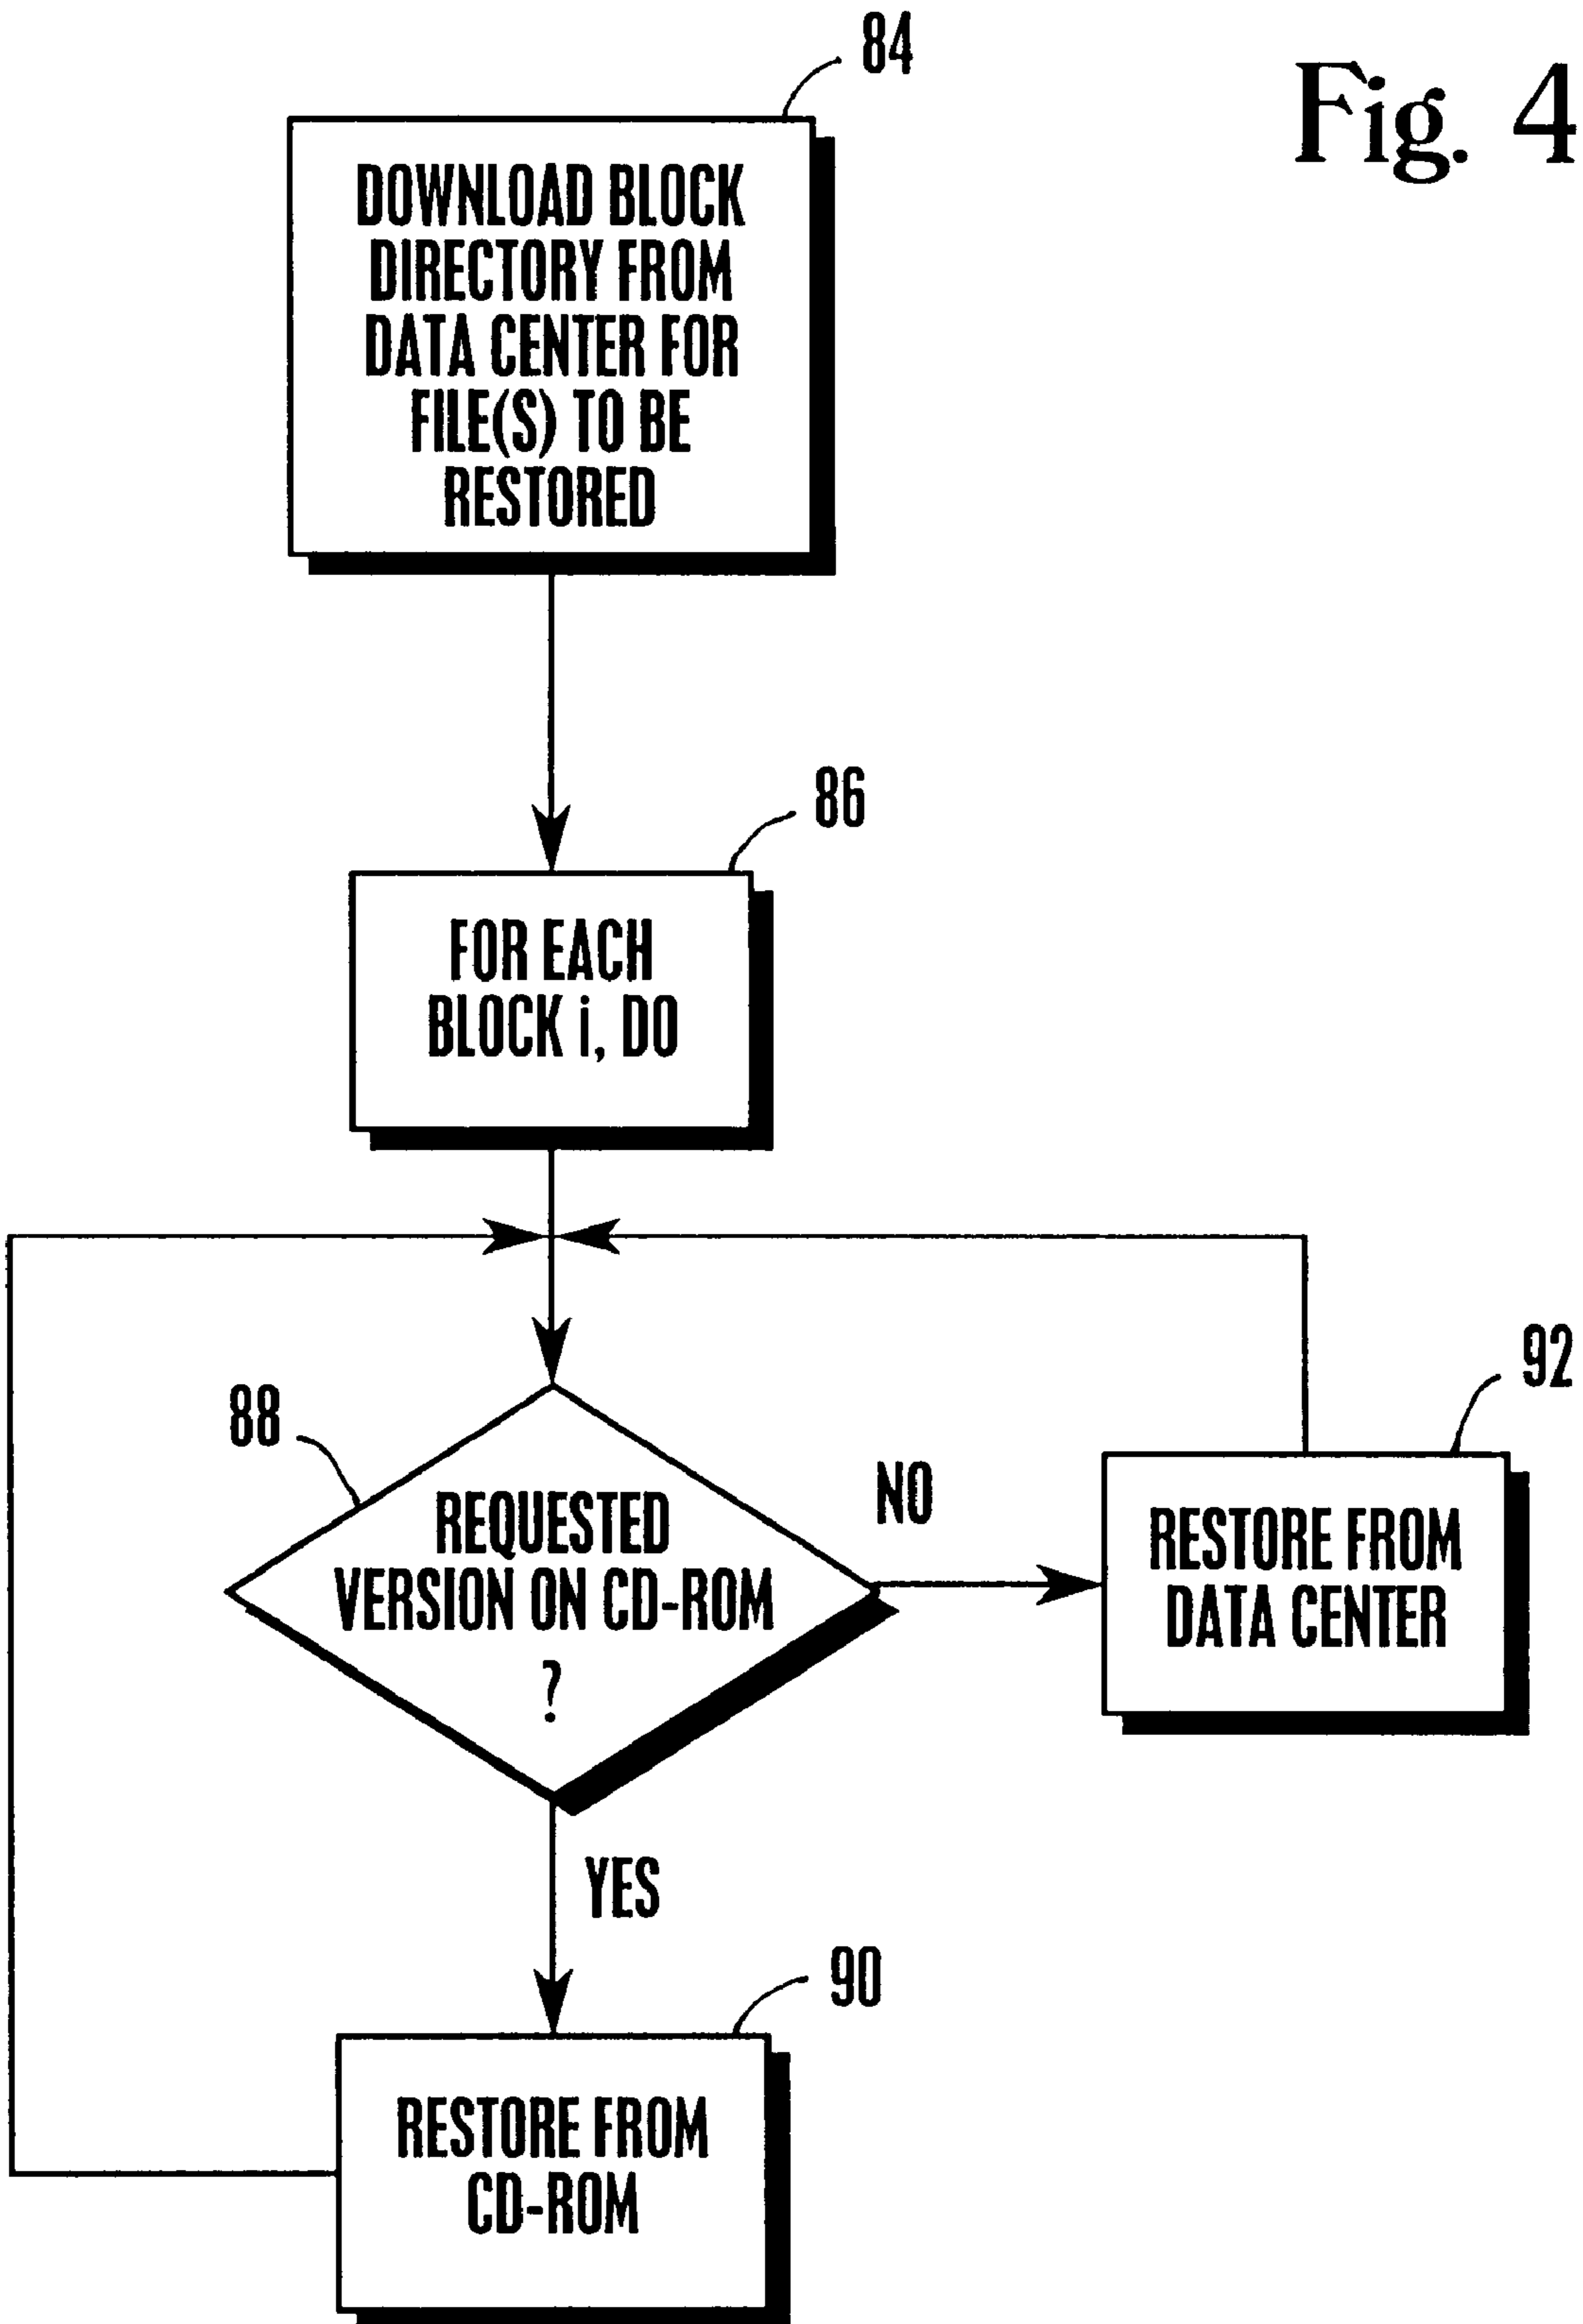 Fig. 4
84
DOWNLOAD BLOCK
DIRECTORY FROM
DATA CENTER FOR
FILE(S) TO BE
RESTORED
86
FOR EACH
BLOCK i, DO
88
REQUESTED
VERSION ON CD-ROM
?
NO
92
RESTORE FROM
DATA CENTER
YES
90
RESTORE FROM
CD-ROM